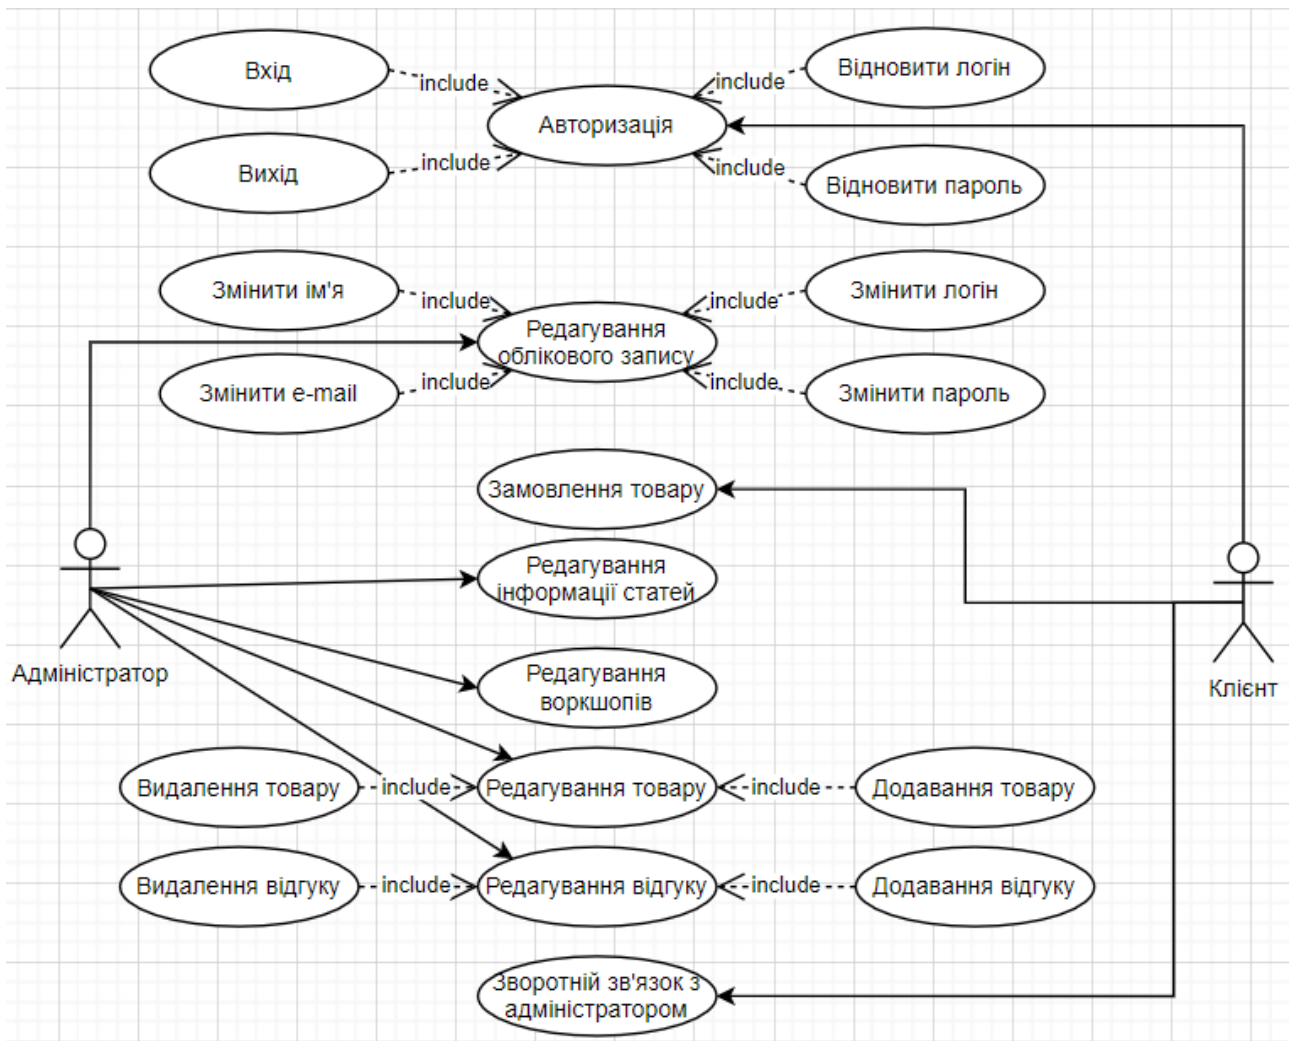 Вхід
include
Авторизація
include
Відновити логін
Вихід
include
include
Відновити пароль
Змінити ім'я
include
Редагування
облікового запису
include
Змінити логін
Змінити e-mail
include
include
Змінити пароль
Замовлення товару
Редагування
інформації статей
Адміністратор
Клієнт
Редагування
воркшопів
Видалення товару
include
Редагування товару
include
Додавання товару
Видалення відгуку
include
Редагування відгуку
include
Додавання відгуку
Зворотній зв'язок з
адміністратором